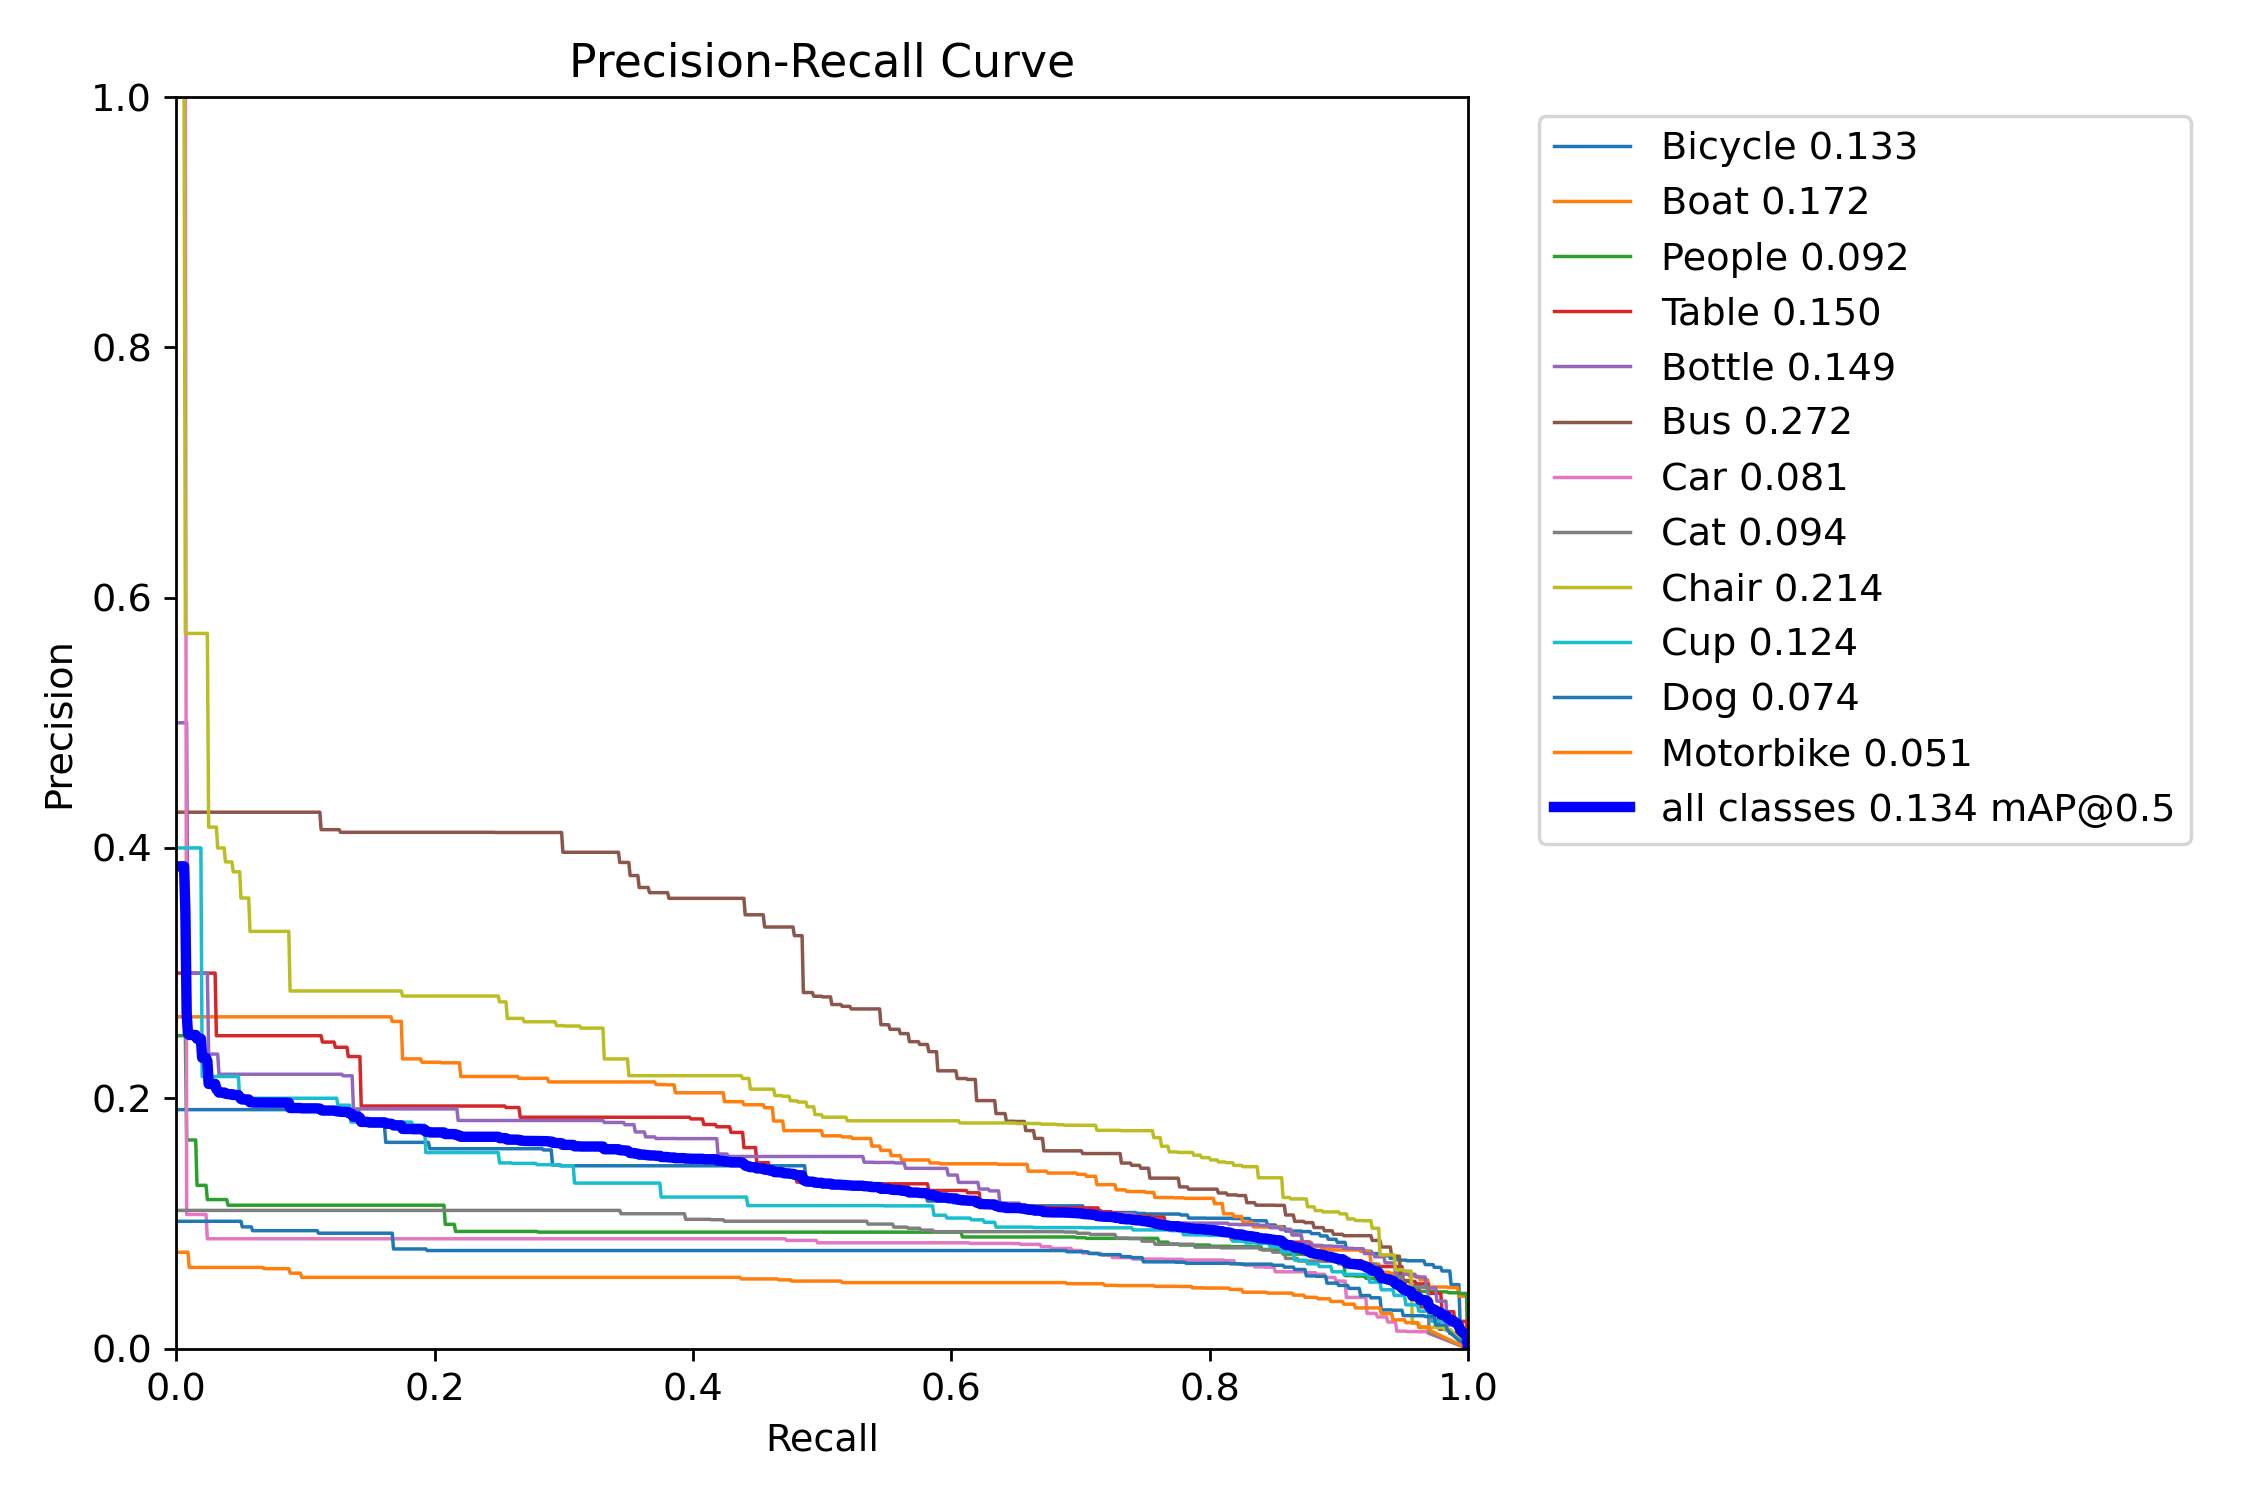 Precision-Recall Curve
1.0
0.8
0.6
0.4
0.2
0.0
Precision
0.0 0.2 0.4 0.6 0.8 1.0
Recall
Bicycle 0.133
Boat 0.172
People 0.092
Table 0.150
Bottle 0.149
Bus 0.272
Car 0.081
Cat 0.094
Chair 0.214
Cup 0.124
Dog 0.074
Motorbike 0.051
all classes 0.134 mAP@0.5